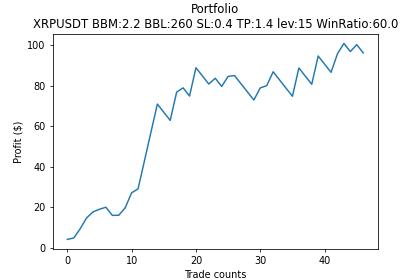 Portfolio
XRPUSDT BBM:2.2 BBL:260 SL:0.4 TP:1.4 lev:15 WinRatio:60.0
100
80
60
40
20
0
Profit ($)
0 10 20 30 40
Trade counts